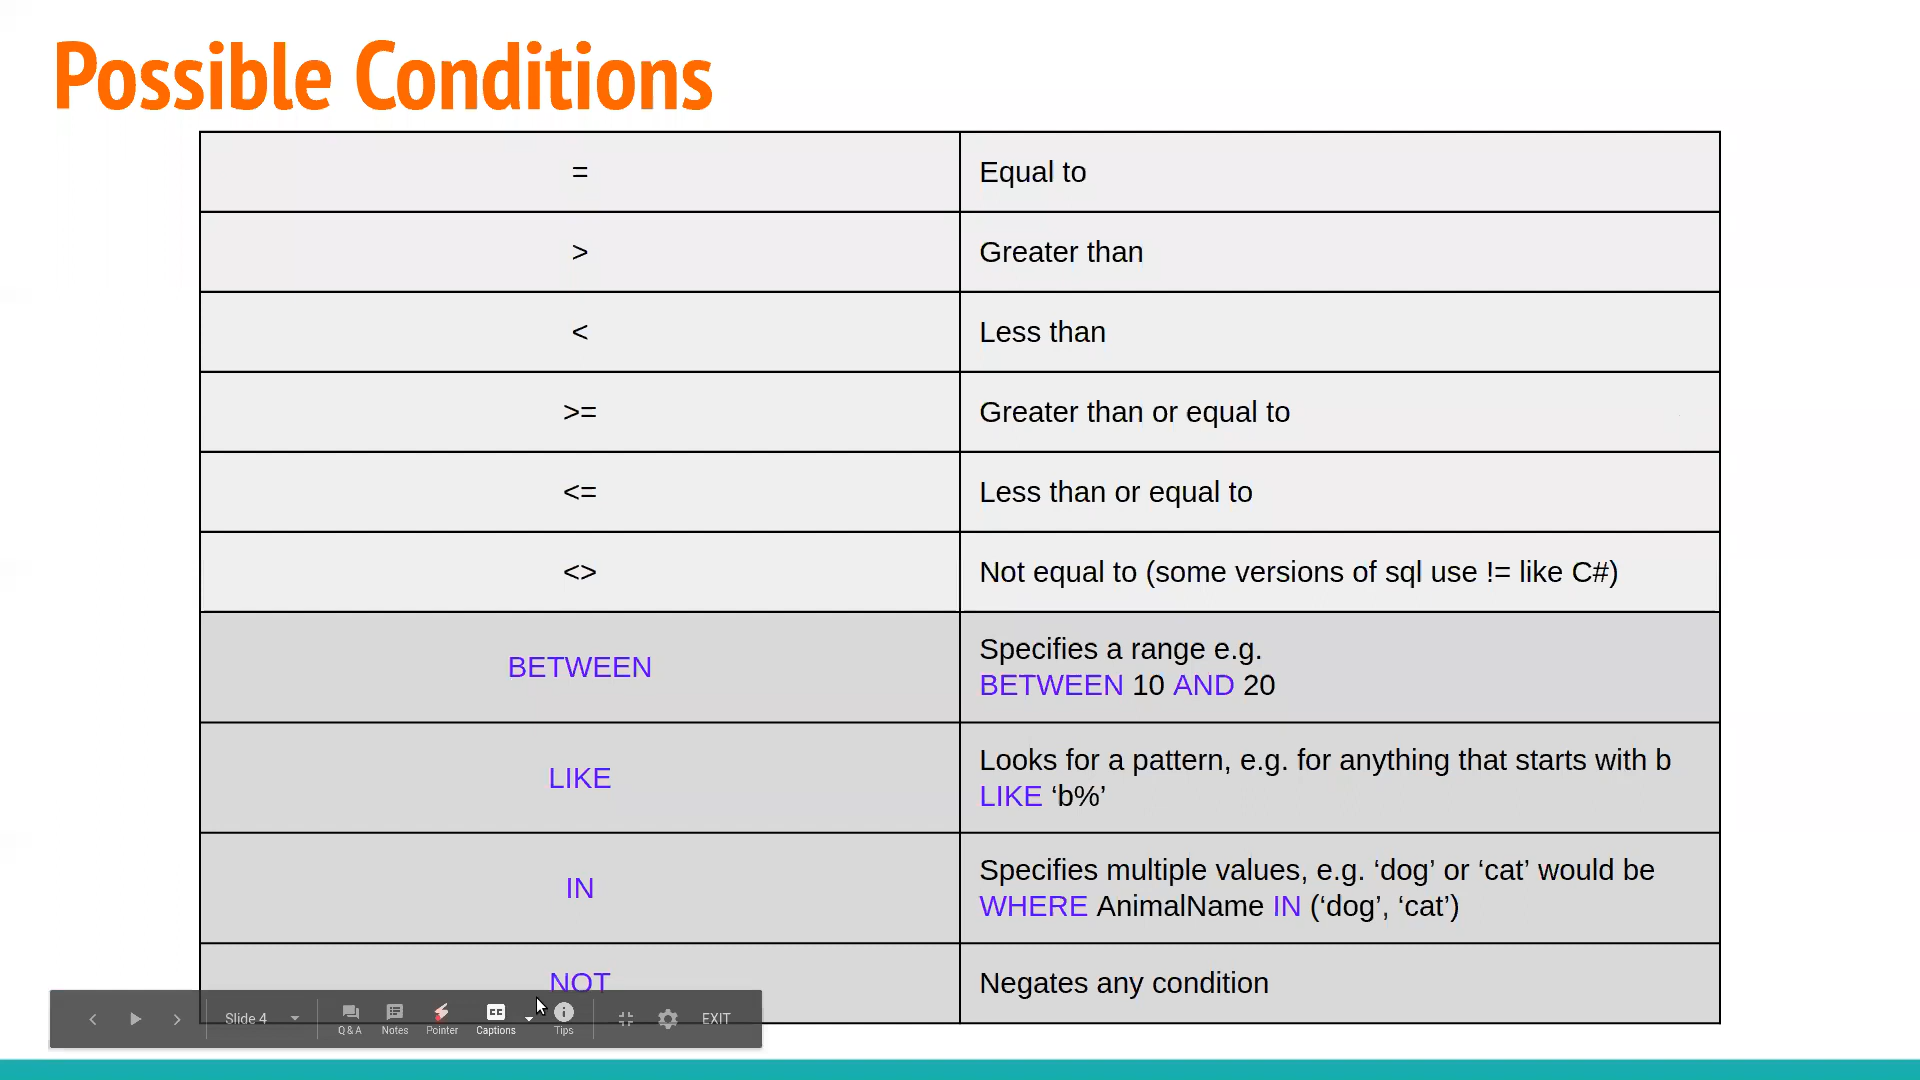 Possible Conditions
= Equal to
> Greater than
< Less than
>= Greater than or equal to
<= Less than or equal to
<> Not equal to (some versions of sql use != like C#)
BETWEEN
Specifies a range e.g.
BETWEEN 10 AND 20
LIKE
Looks for a pattern, e.g. for anything that starts with b
LIKE ‘b%’
IN
Specifies multiple values, e.g. ‘dog’ or ‘cat’ would be
WHERE AnimalName IN (‘dog’, ‘cat’)
NOT Negates any condition
Slide 4 Q & A Notes Pointer CC Captions Tips EXIT